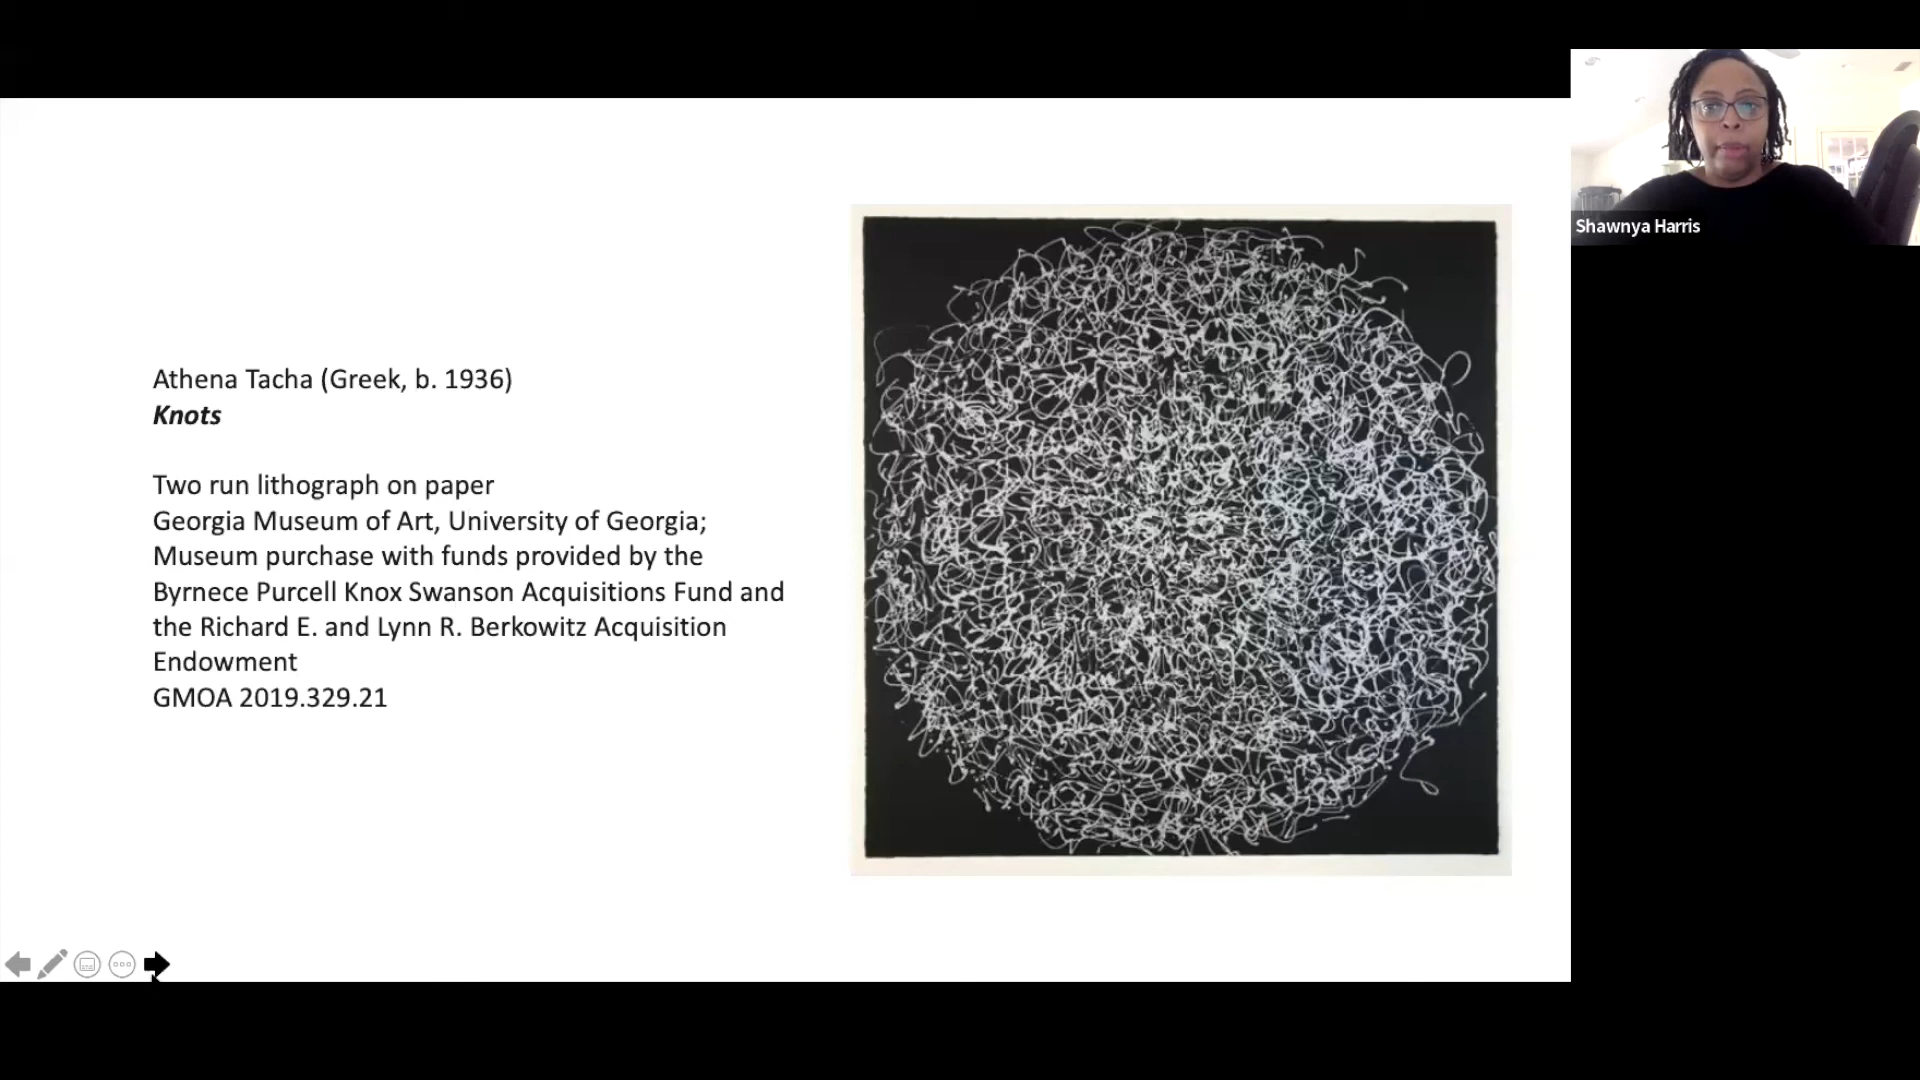 Athena Tacha (Greek, b. 1936)
Knots
Two run lithograph on paper
Georgia Museum of Art, University of Georgia;
Museum purchase with funds provided by the
Byrnece Purcell Knox Swanson Acquisitions Fund and
the Richard E. and Lynn R. Berkowitz Acquisition
Endowment
GMOA 2019.329.21
Shawnya Harris